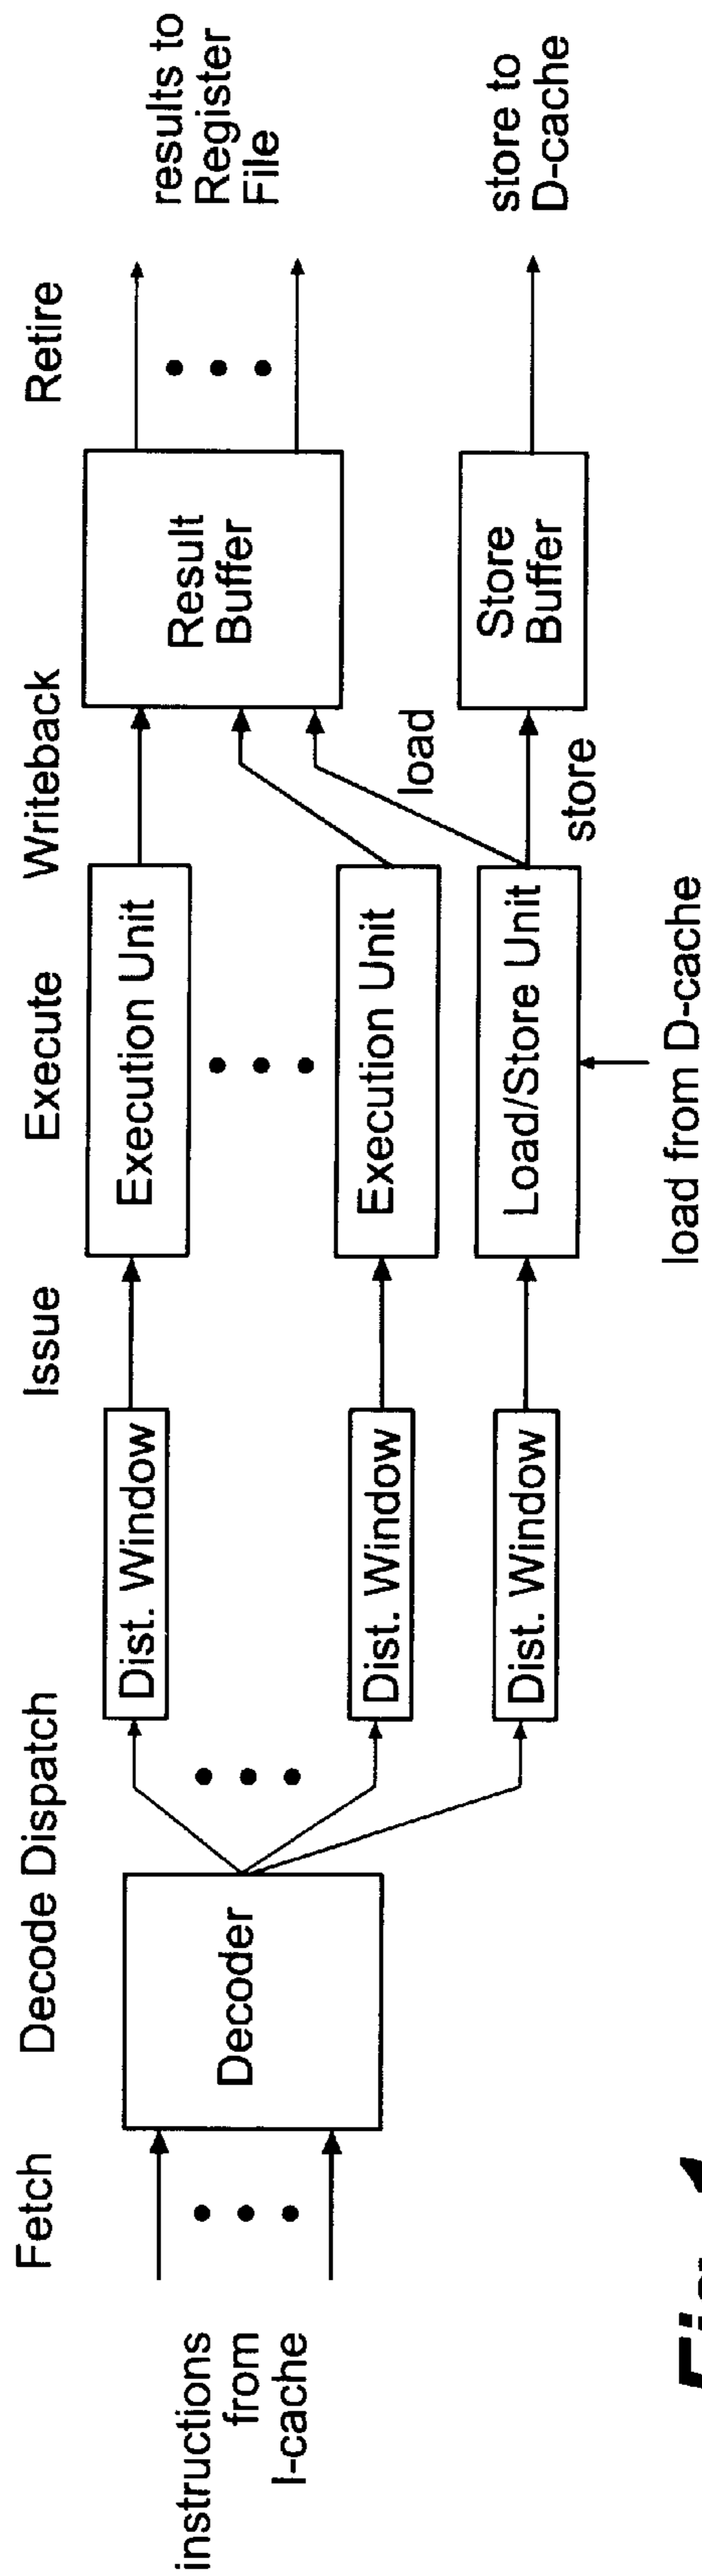 Fetch
Decode Dispatch
Issue
Execute
Writeback
Retire
instructions
from
I-cache
Decoder
Dist. Window
Dist. Window
Dist. Window
Execution Unit
Execution Unit
Load/Store Unit
load from D-cache
load
store
Result
Buffer
Store
Buffer
results to
Register
File
store to
D-cache